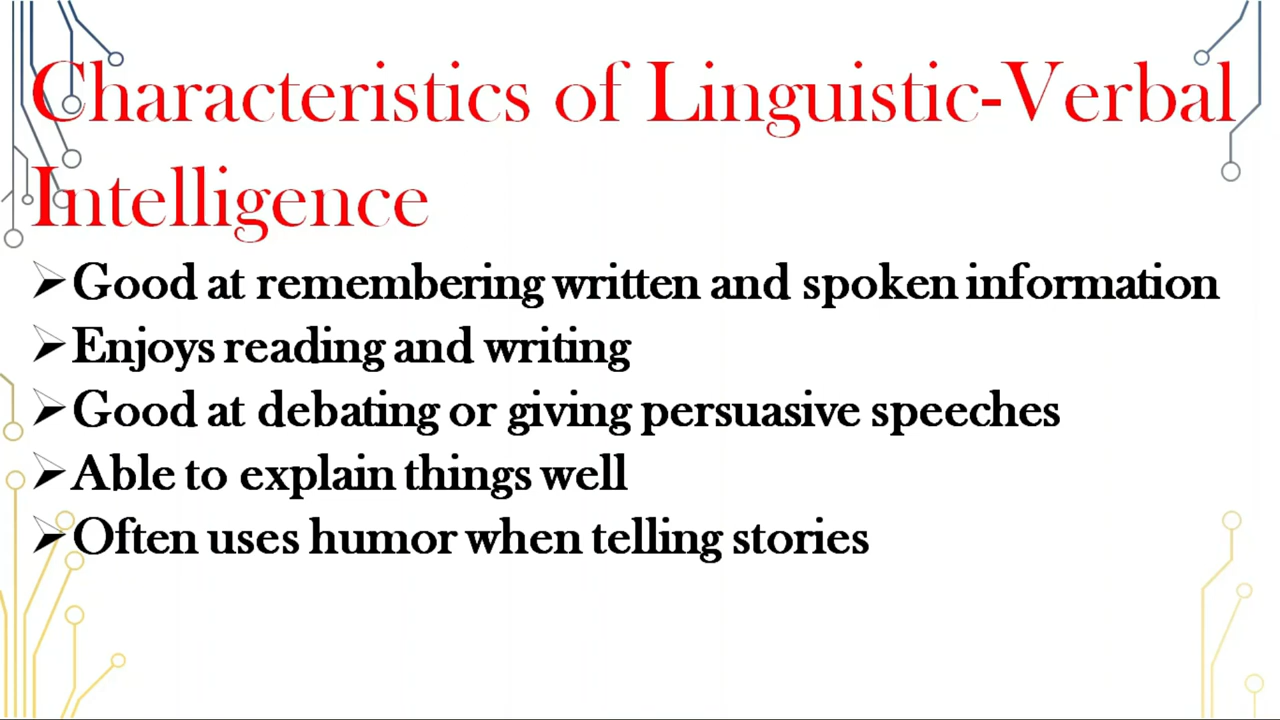 Characteristics of Linguistic-Verbal
Intelligence
Good at remembering written and spoken information
Enjoys reading and writing
Good at debating or giving persuasive speeches
Able to explain things well
Often uses humor when telling stories